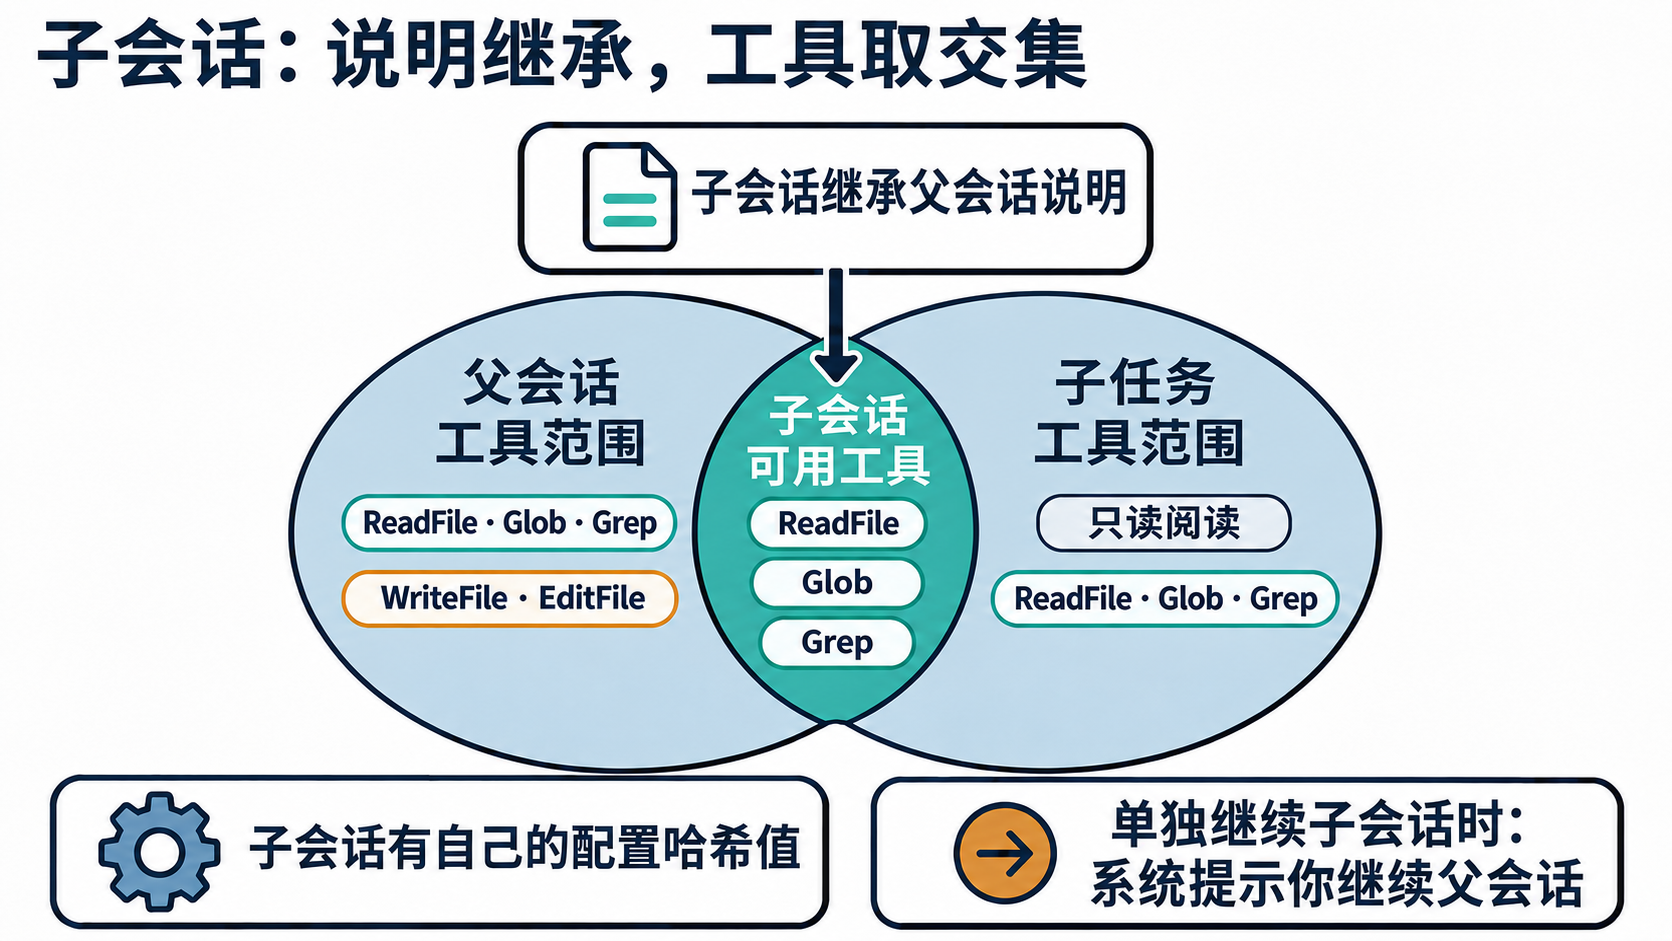 子会话：说明继承，工具取交集
子会话继承父会话说明
父会话
工具范围
ReadFile · Glob · Grep
WriteFile · EditFile
子会话
可用工具
ReadFile
Glob
Grep
子任务
工具范围
只读阅读
ReadFile · Glob · Grep
子会话有自己的配置哈希值
单独继续子会话时：
系统提示你继续父会话